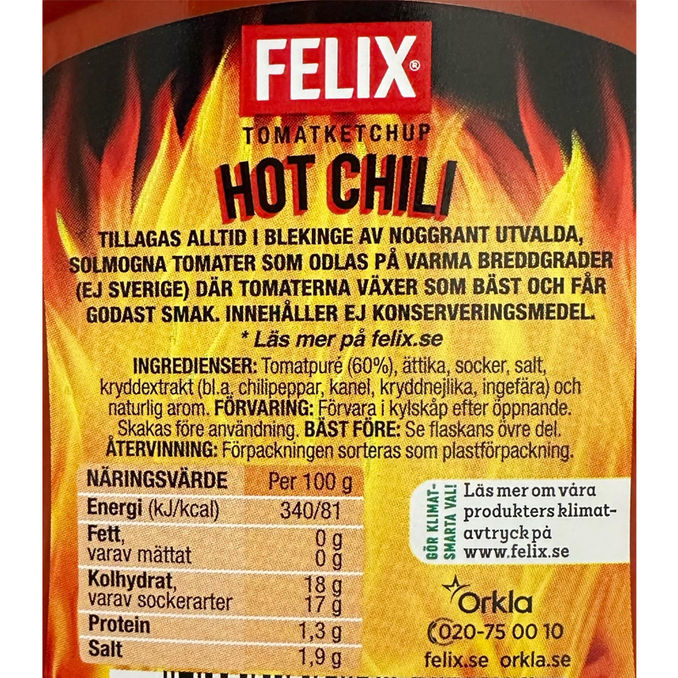 FELIX®
TOMATKETCHUP
HOT CHILI
TILLAGAS ALLTID I BLEKINGE AV NOGGRANT UTVALDA,
SOLMOGNA TOMATER SOM ODLAS PÅ VARMA BREDDGRADER
(EJ SVERIGE) DÄR TOMATERNA VÄXER SOM BÄST OCH FÅR
GODAST SMAK. INNEHÅLLER EJ KONSERVERINGSMEDEL.
* Läs mer på felix.se
INGREDIENSER: Tomatpuré (60%), ättika, socker, salt,
kryddextrakt (bl.a. chilipeppar, kanel, kryddnejlika, ingefära) och
naturlig arom. FÖRVARING: Förvara i kylskåp efter öppnande.
Skakas före användning. BÄST FÖRE: Se flaskans övre del.
ÅTERVINNING: Förpackningen sorteras som plastförpackning.
NÄRINGSVÄRDE Per 100 g
Energi (kJ/kcal) 340/81
Fett, 0 g
varav mättat 0 g
Kolhydrat, 18 g
varav sockerarter 17 g
Protein 1,3 g
Salt 1,9 g
GÖR KLIMAT-
SMARTA VAL!
Läs mer om våra
produkters klimat-
avtryck på
www.felix.se
Orkla
020-75 00 10
felix.se orkla.se